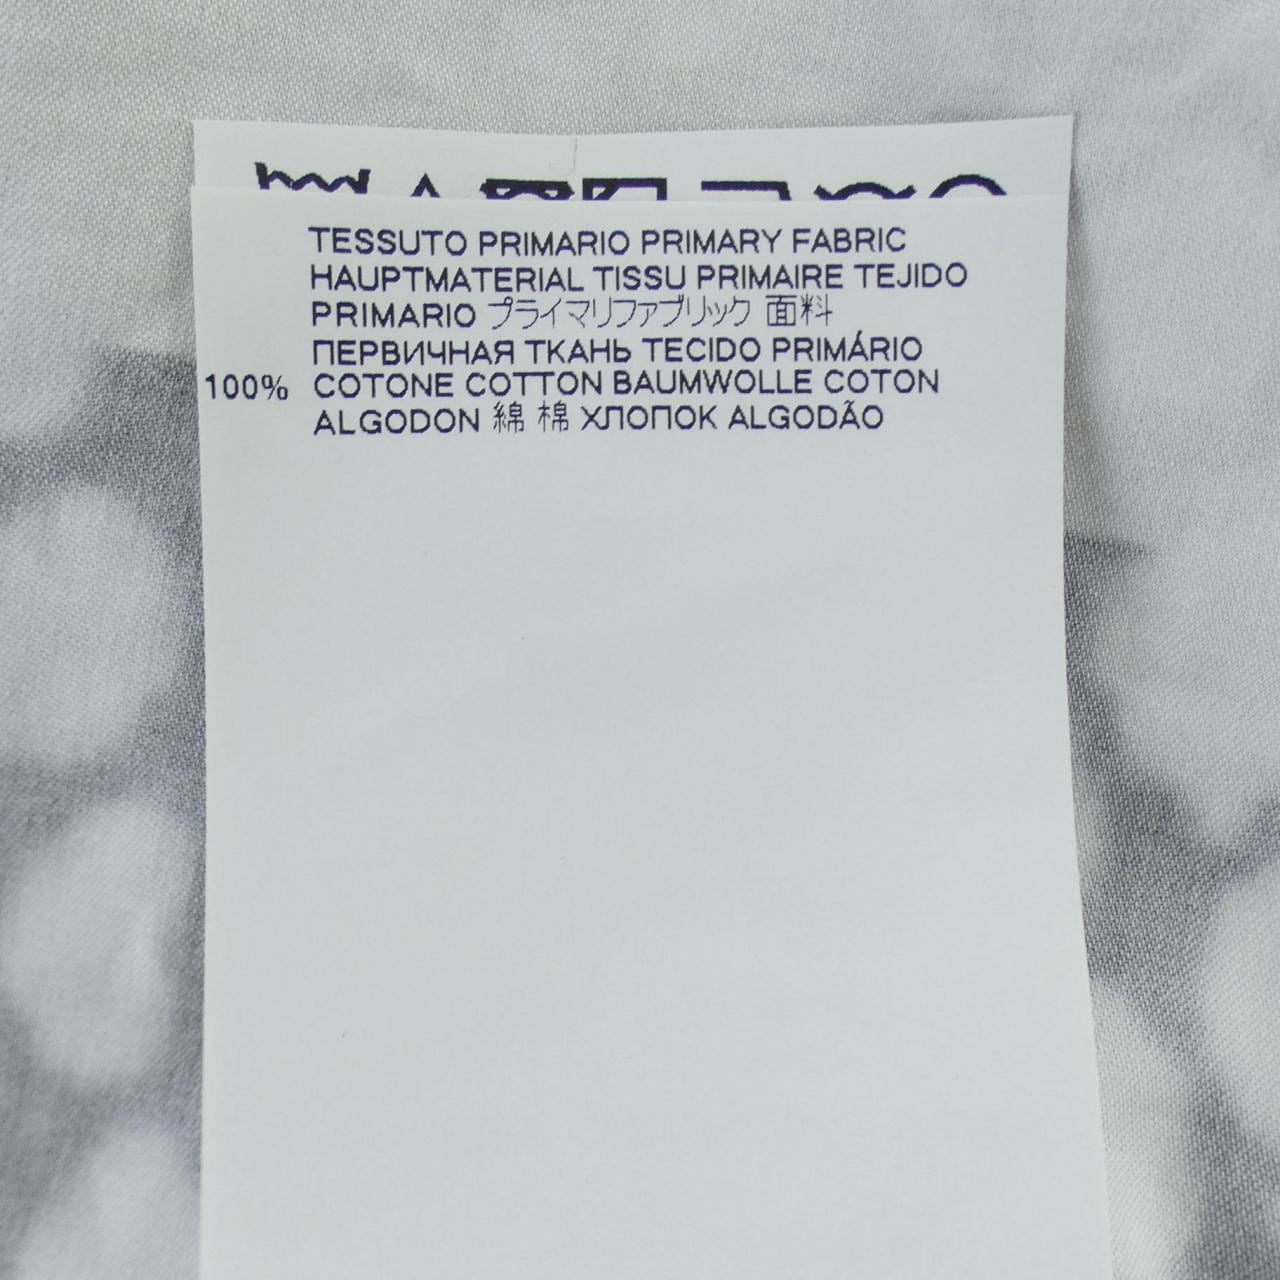 TESSUTO PRIMARIO PRIMARY FABRIC
HAUPTMATERIAL TISSU PRIMAIRE TEJIDO
PRIMARIO プライマリファブリック 面料
ПЕРВИЧНАЯ ТКАНЬ TECIDO PRIMÁRIO
100% COTONE COTTON BAUMWOLLE COTON
ALGODON 綿 棉 ХЛОПОК ALGODÃO